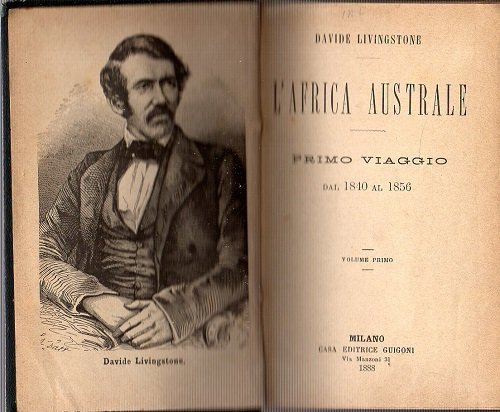 Davide Livingstone.
DAVIDE LIVINGSTONE
L'AFRICA AUSTRALE
PRIMO VIAGGIO
DAL 1840 AL 1856
VOLUME PRIMO
MILANO
CASA EDITRICE GUIGONI
Via Manzoni 31
1888